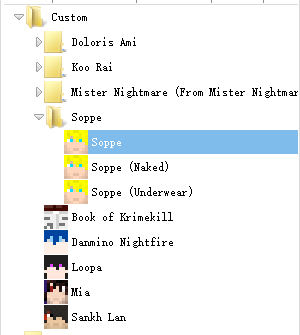 Custom
Doloris Ami
Koo Rai
Mister Nightmare (From Mister Nightmar
Soppe
Soppe
Soppe (Naked)
Soppe (Underwear)
Book of Krimekill
Danmino Nightfire
Loopa
Mia
Sankh Lan